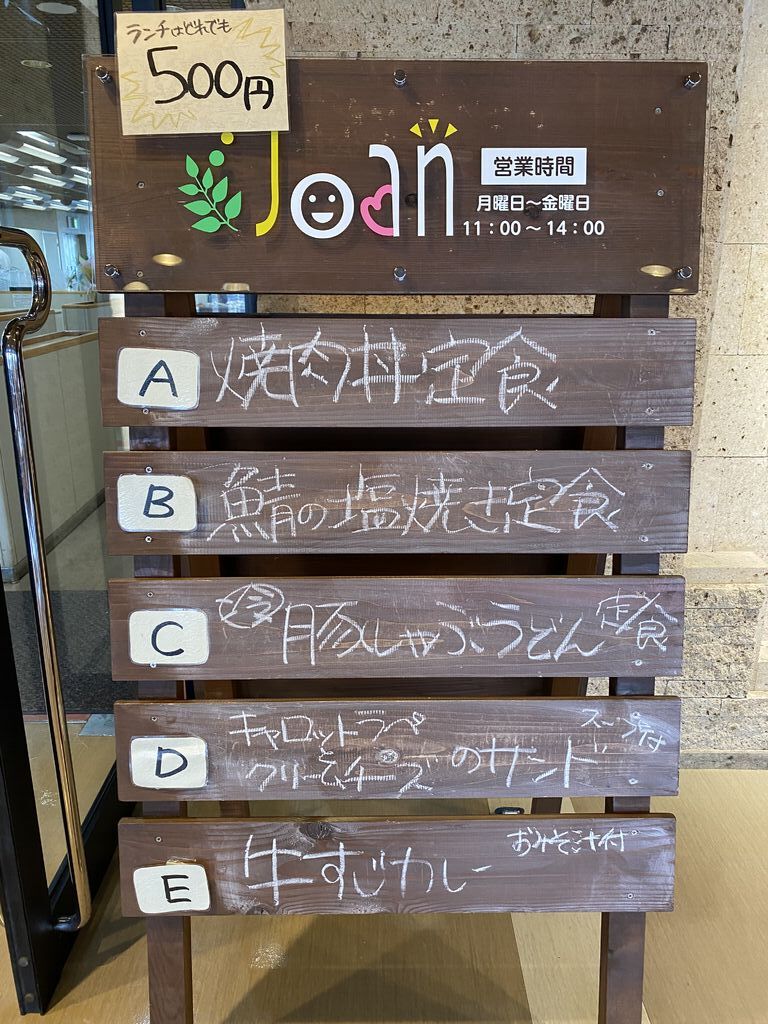 ランチはどれでも
500円
Joan
営業時間
月曜日～金曜日
11：00～14：00
A 焼肉丼定食
B 鯖の塩焼き定食
C 冷 豚しゃぶうどん 定食
D キャロットラペとクリームチーズのサンド スープ付
E 牛すじカレー おみそ汁付